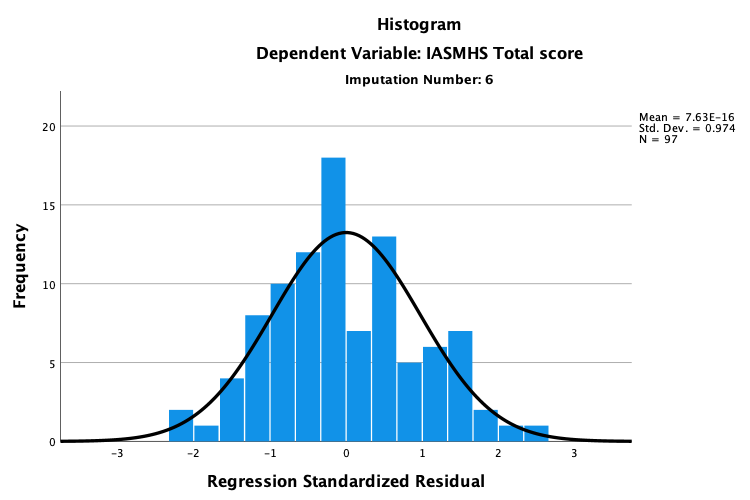 Histogram
Dependent Variable: IASMHS Total score
Imputation Number: 6
Mean = 7.63E-16
Std. Dev. = 0.974
N = 97
Frequency
20
15
10
5
0
-3 -2 -1 0 1 2 3
Regression Standardized Residual